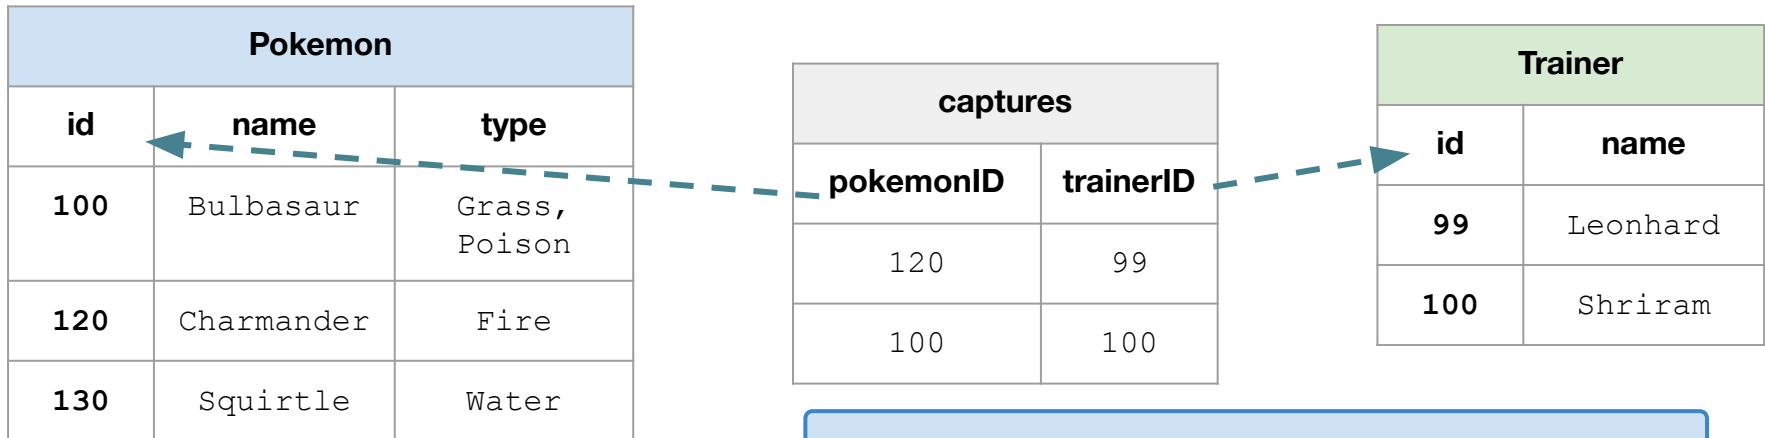 Pokemon
id name type
100 Bulbasaur Grass,
Poison
120 Charmander Fire
130 Squirtle Water
captures
pokemonID trainerID
120 99
100 100
Trainer
id name
99 Leonhard
100 Shriram